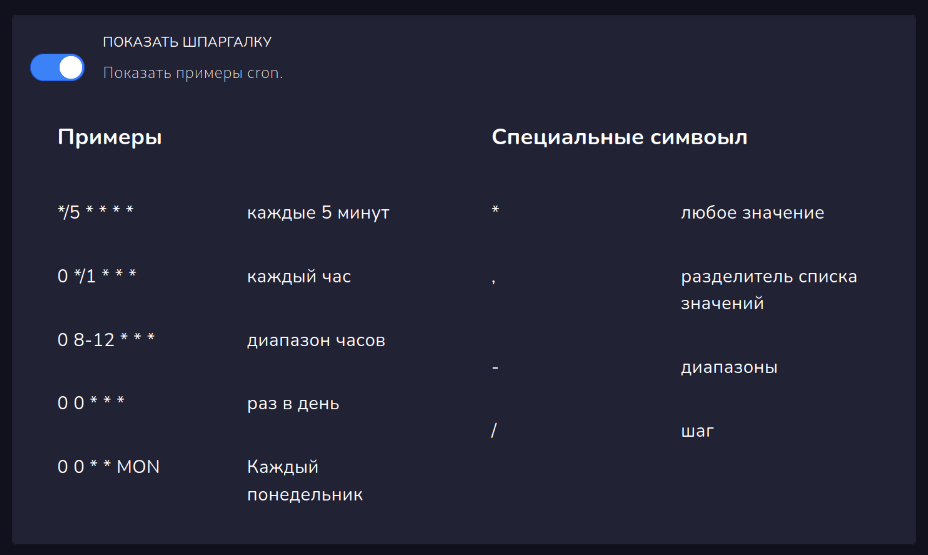 ПОКАЗАТЬ ШПАРГАЛКУ
Показать примеры cron.
Примеры
*/5 * * * * каждые 5 минут
0 */1 * * * каждый час
0 8-12 * * * диапазон часов
0 0 * * * раз в день
0 0 * * MON Каждый
понедельник
Специальные симвоыл
* любое значение
, разделитель списка
значений
- диапазоны
/ шаг